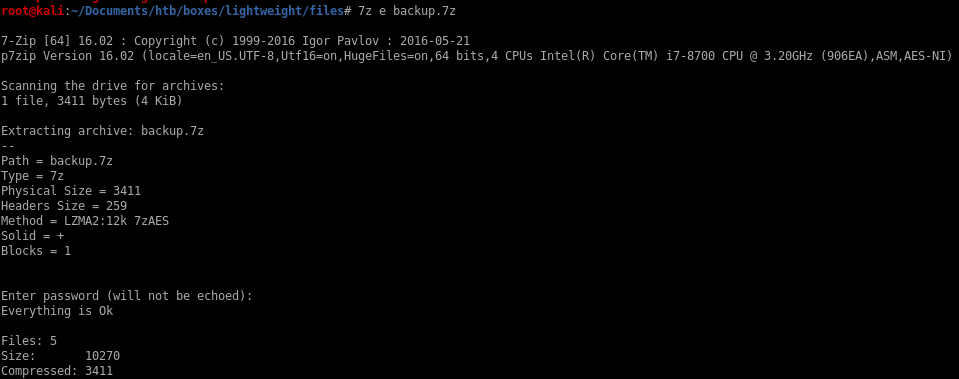 root@kali:~/Documents/htb/boxes/lightweight/files# 7z e backup.7z
7-Zip [64] 16.02 : Copyright (c) 1999-2016 Igor Pavlov : 2016-05-21
p7zip Version 16.02 (locale=en_US.UTF-8,Utf16=on,HugeFiles=on,64 bits,4 CPUs Intel(R) Core(TM) i7-8700 CPU @ 3.20GHz (906EA),ASM,AES-NI)
Scanning the drive for archives:
1 file, 3411 bytes (4 KiB)
Extracting archive: backup.7z
--
Path = backup.7z
Type = 7z
Physical Size = 3411
Headers Size = 259
Method = LZMA2:12k 7zAES
Solid = +
Blocks = 1
Enter password (will not be echoed):
Everything is Ok
Files: 5
Size:       10270
Compressed: 3411